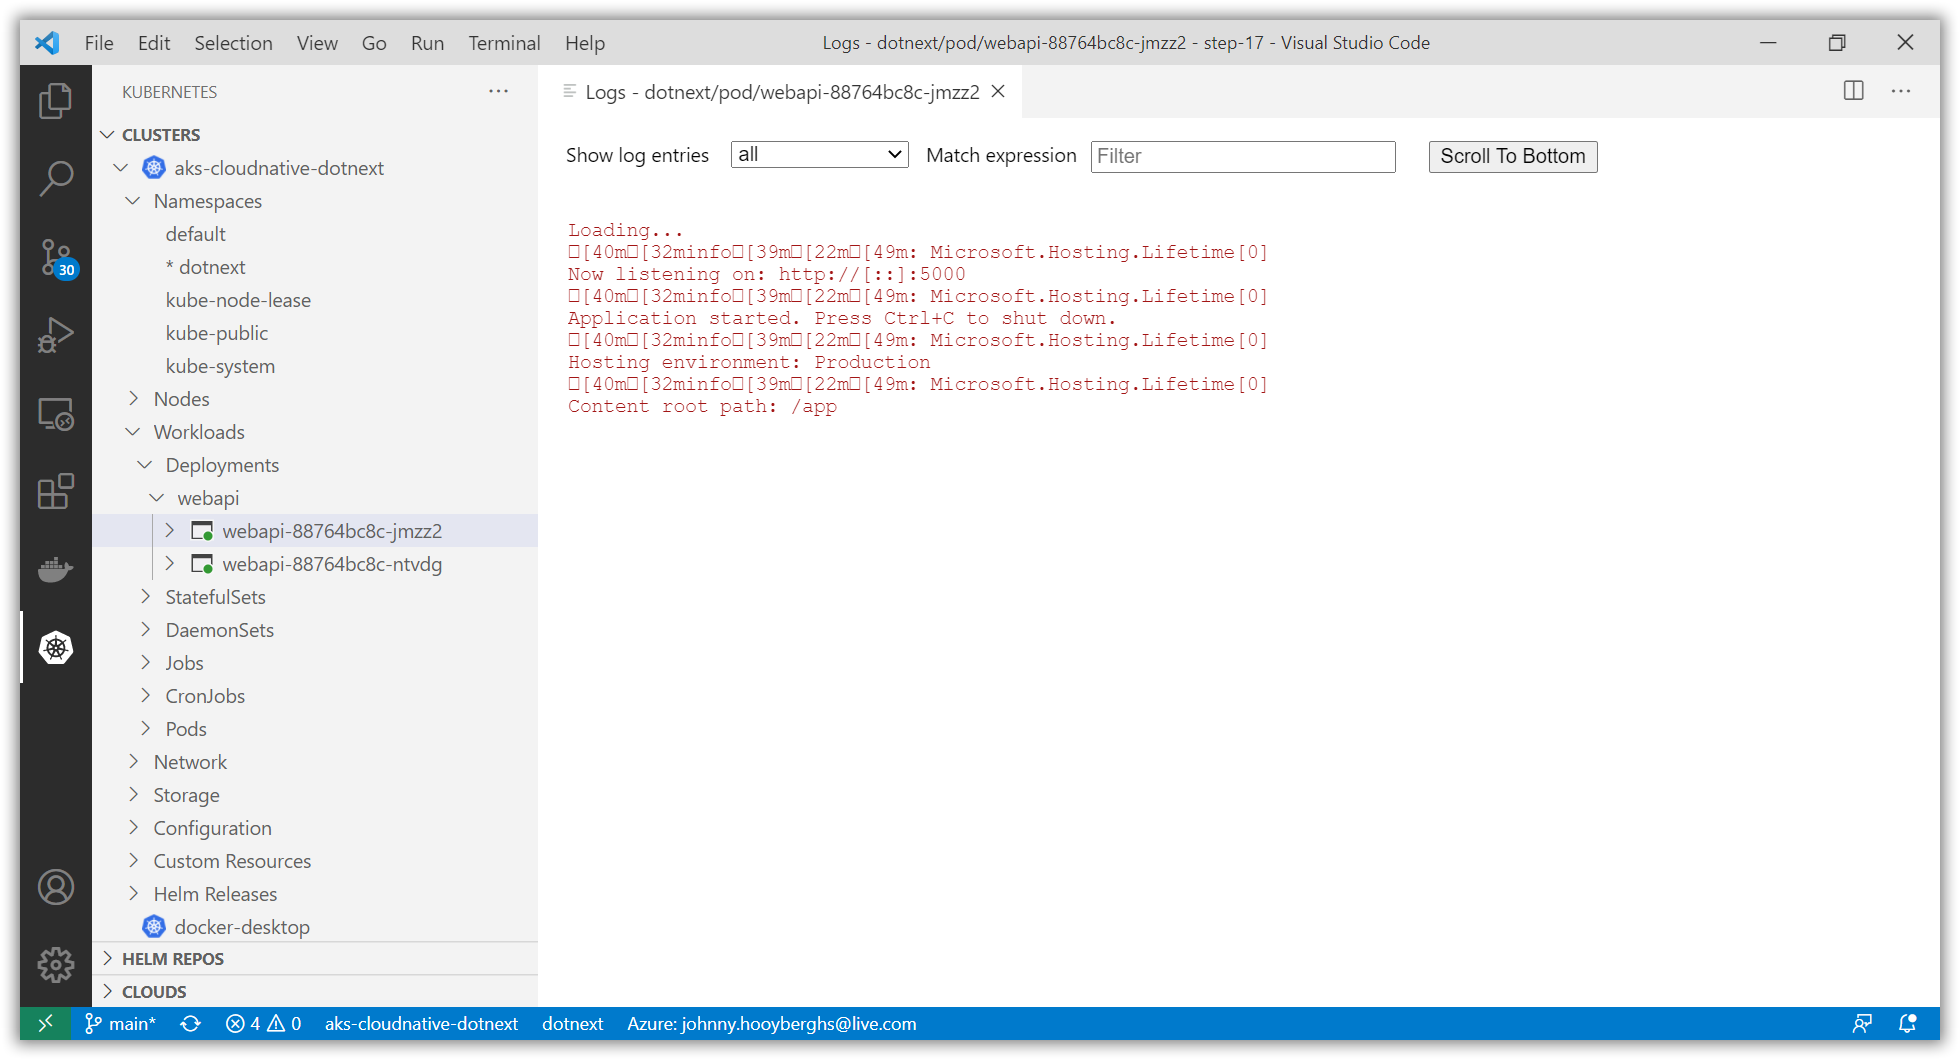 File Edit Selection View Go Run Terminal Help
Logs - dotnext/pod/webapi-88764bc8c-jmzz2 - step-17 - Visual Studio Code
KUBERNETES
CLUSTERS
aks-cloudnative-dotnext
Namespaces
default
* dotnext
kube-node-lease
kube-public
kube-system
Nodes
Workloads
Deployments
webapi
webapi-88764bc8c-jmzz2
webapi-88764bc8c-ntvdg
StatefulSets
DaemonSets
Jobs
CronJobs
Pods
Network
Storage
Configuration
Custom Resources
Helm Releases
docker-desktop
HELM REPOS
CLOUDS
30
Logs - dotnext/pod/webapi-88764bc8c-jmzz2
Show log entries all Match expression Filter Scroll To Bottom
Loading...
□[40m□[32minfo□[39m□[22m□[49m: Microsoft.Hosting.Lifetime[0]
Now listening on: http://[::]:5000
□[40m□[32minfo□[39m□[22m□[49m: Microsoft.Hosting.Lifetime[0]
Application started. Press Ctrl+C to shut down.
□[40m□[32minfo□[39m□[22m□[49m: Microsoft.Hosting.Lifetime[0]
Hosting environment: Production
□[40m□[32minfo□[39m□[22m□[49m: Microsoft.Hosting.Lifetime[0]
Content root path: /app
main* 4 0 aks-cloudnative-dotnext dotnext Azure: johnny.hooyberghs@live.com